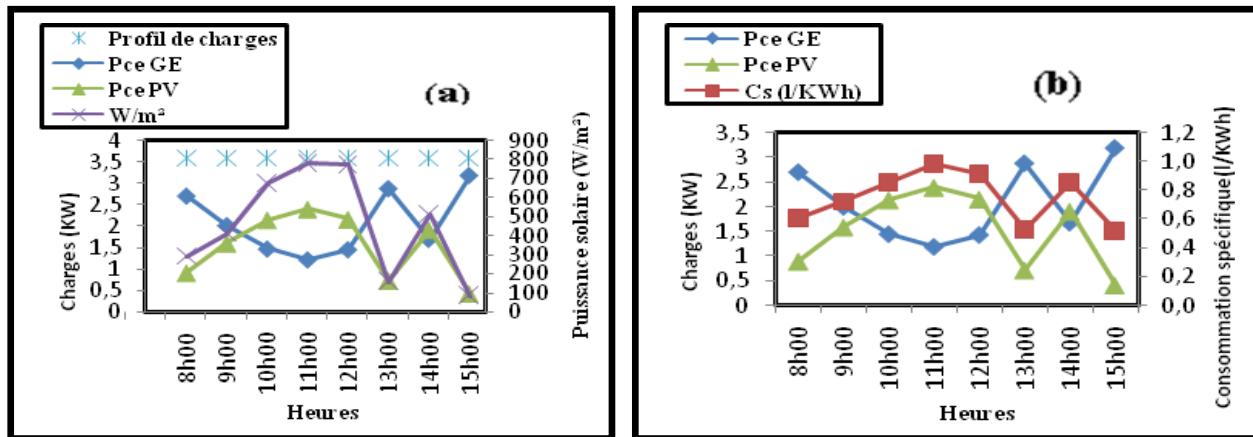 Profil de charges
Pce GE
Pce PV
W/m²
(a)
Charges (KW)
4
3,5
3
2,5
2
1,5
1
0,5
0
900
800
700
600
500
400
300
200
100
0
Puissance solaire (W/m²)
8h00
9h00
10h00
11h00
12h00
13h00
14h00
15h00
Heures
Pce GE
Pce PV
Cs (l/KWh)
(b)
Charges (KW)
3,5
3
2,5
2
1,5
1
0,5
0
1,2
1,0
0,8
0,6
0,4
0,2
0,0
Consommation spécifique(l/KWh)
8h00
9h00
10h00
11h00
12h00
13h00
14h00
15h00
Heures